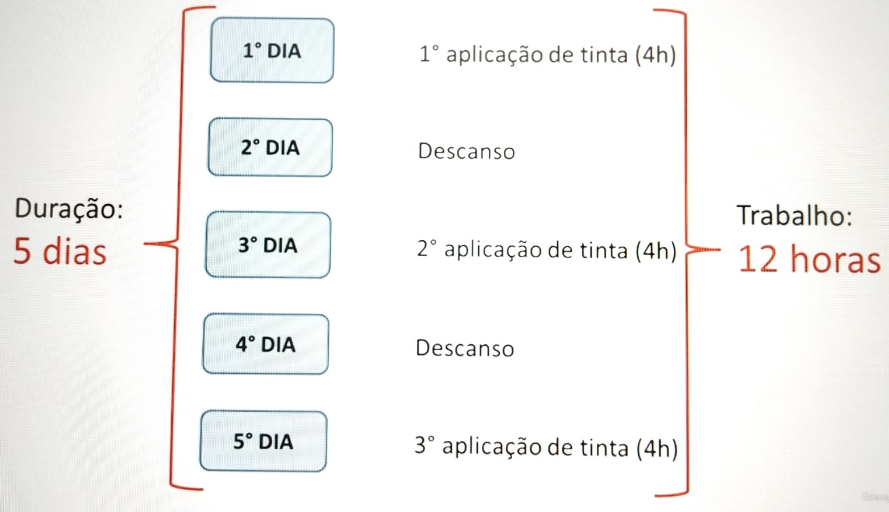 1° DIA
1° aplicação de tinta (4h)
2° DIA
Descanso
Duração:
5 dias
3° DIA
2° aplicação de tinta (4h)
Trabalho:
12 horas
4° DIA
Descanso
5° DIA
3° aplicação de tinta (4h)